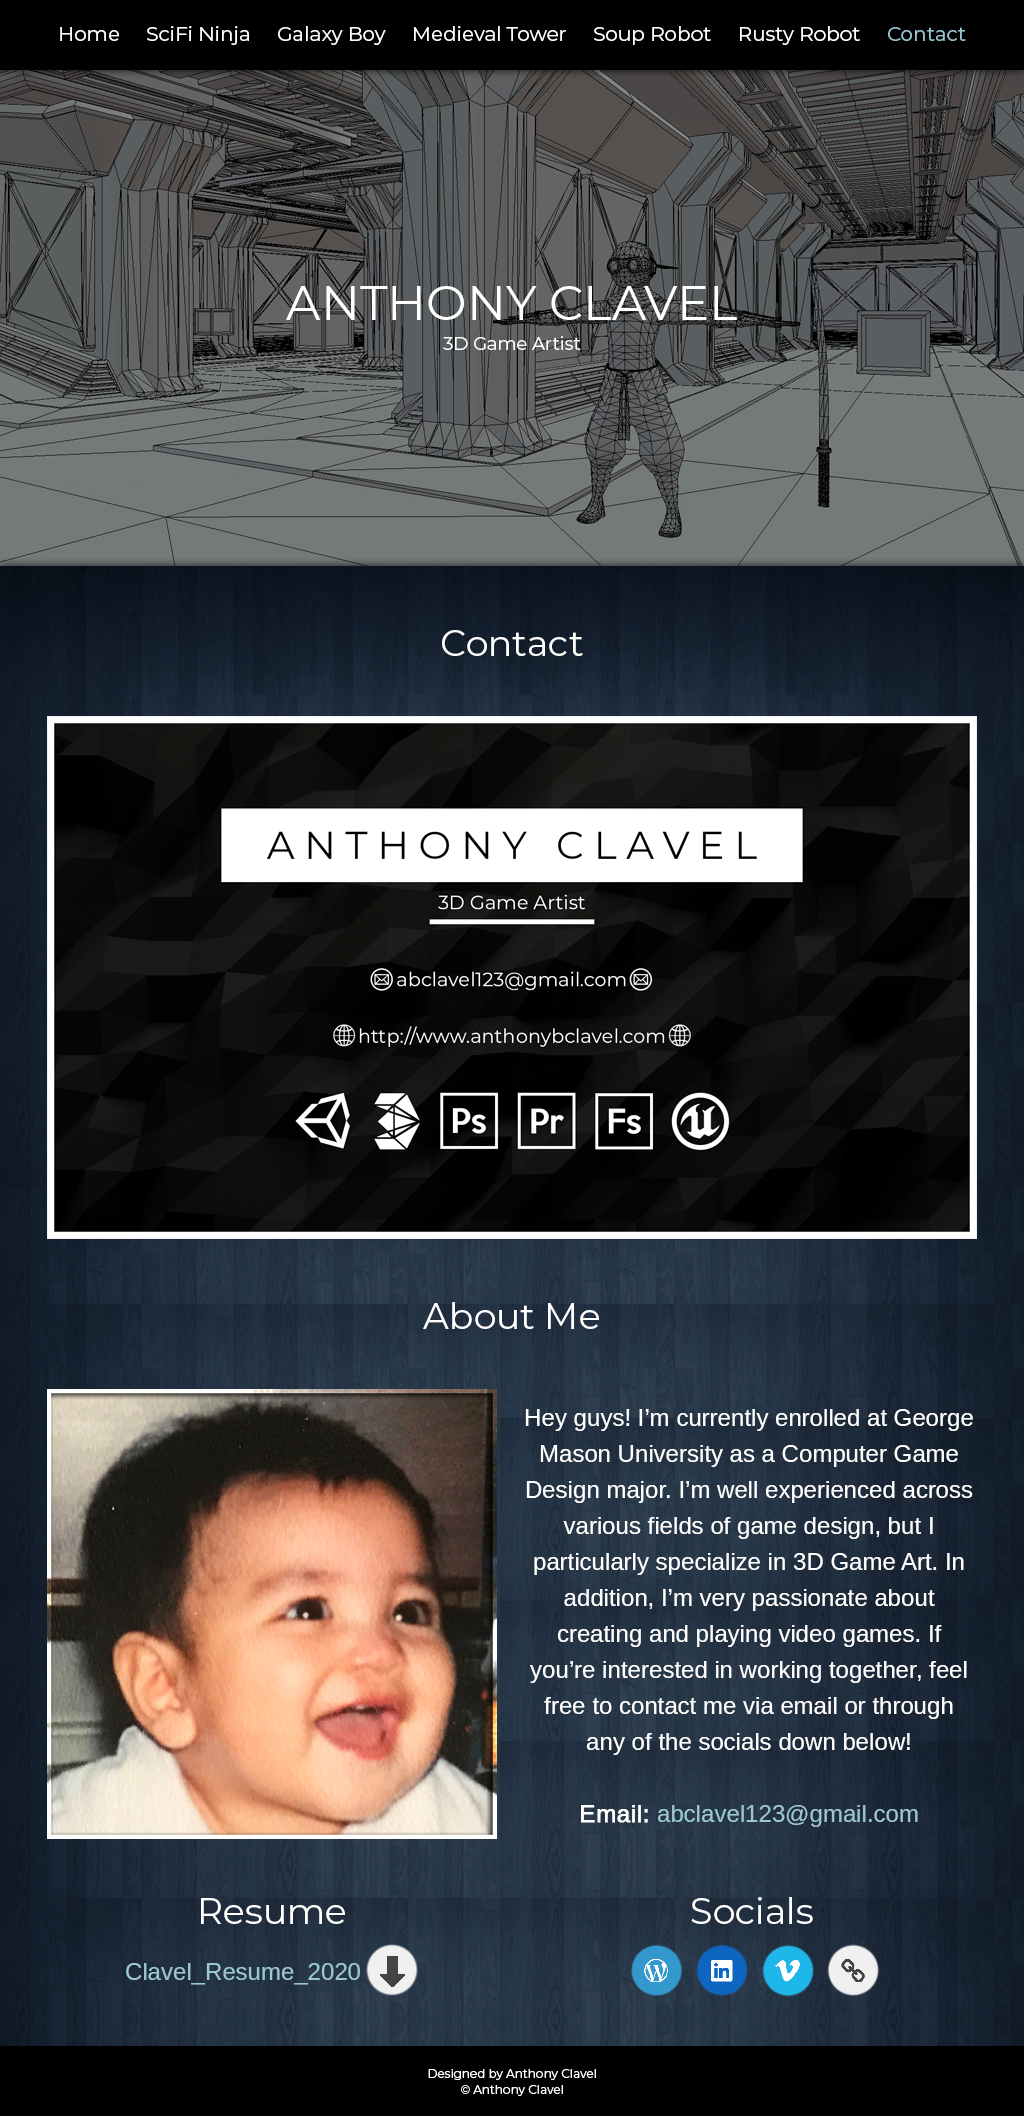 Home SciFi Ninja Galaxy Boy Medieval Tower Soup Robot Rusty Robot Contact
ANTHONY CLAVEL
3D Game Artist
Contact
ANTHONY CLAVEL
3D Game Artist
abclavel123@gmail.com
http://www.anthonybclavel.com
Ps Pr Fs
About Me
Hey guys! I’m currently enrolled at George
Mason University as a Computer Game
Design major. I’m well experienced across
various fields of game design, but I
particularly specialize in 3D Game Art. In
addition, I’m very passionate about
creating and playing video games. If
you’re interested in working together, feel
free to contact me via email or through
any of the socials down below!
Email: abclavel123@gmail.com
Resume
Clavel_Resume_2020
Socials
Designed by Anthony Clavel
© Anthony Clavel